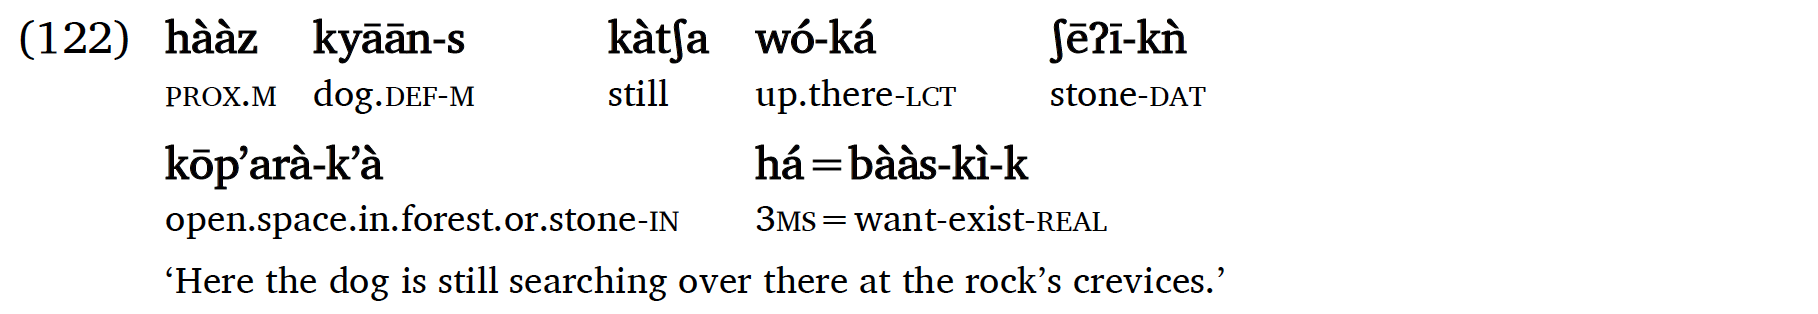 (122) hààz kyāān-s kàtʃa wó-ká ʃēʔī-kǹ
PROX.M dog.DEF-M still up.there-LCT stone-DAT
kōp’arà-k’à há=bààs-kì-k
open.space.in.forest.or.stone-IN 3MS=want-exist-REAL
‘Here the dog is still searching over there at the rock’s crevices.’